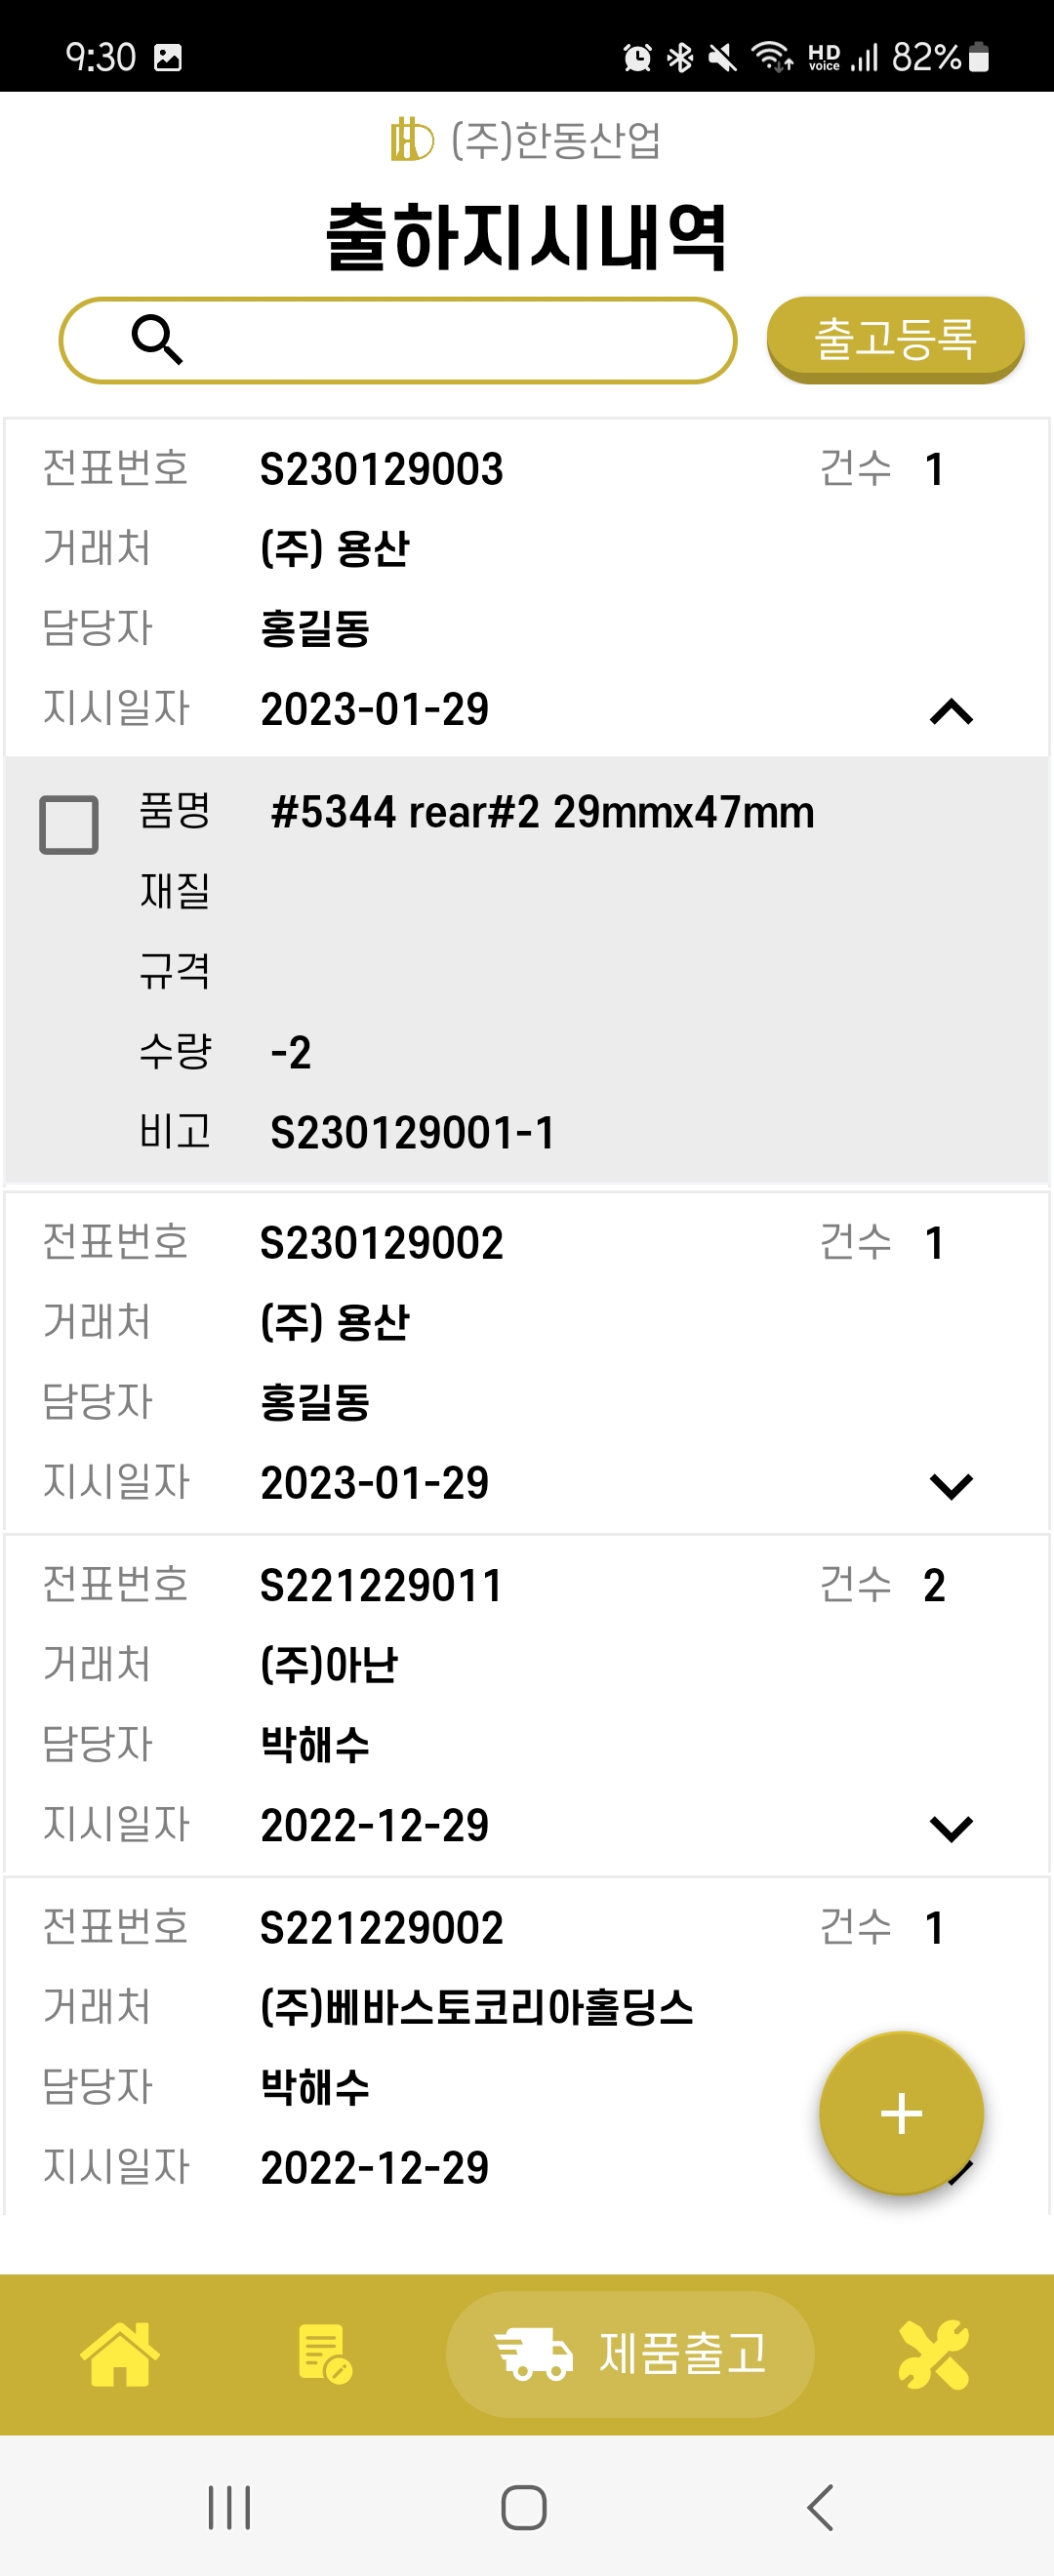 9:30 HD voice 82%
(주)한동산업
출하지시내역
출고등록
전표번호 S230129003 건수 1
거래처 (주) 용산
담당자 홍길동
지시일자 2023-01-29
품명 #5344 rear#2 29mmx47mm
재질
규격
수량 -2
비고 S230129001-1
전표번호 S230129002 건수 1
거래처 (주) 용산
담당자 홍길동
지시일자 2023-01-29
전표번호 S221229011 건수 2
거래처 (주)아난
담당자 박해수
지시일자 2022-12-29
전표번호 S221229002 건수 1
거래처 (주)베바스토코리아홀딩스
담당자 박해수
지시일자 2022-12-29
+
제품출고